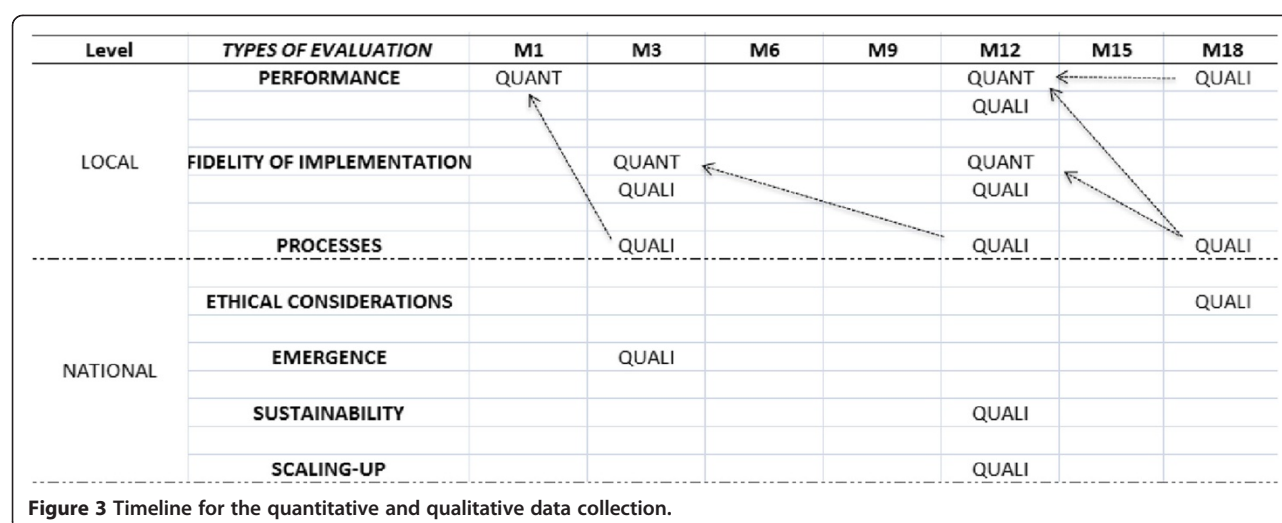 Level TYPES OF EVALUATION M1 M3 M6 M9 M12 M15 M18
PERFORMANCE QUANT QUANT QUALI
QUALI
LOCAL FIDELITY OF IMPLEMENTATION QUANT QUANT
QUALI QUALI
PROCESSES QUALI QUALI QUALI
ETHICAL CONSIDERATIONS QUALI
EMERGENCE QUALI
NATIONAL
SUSTAINABILITY QUALI
SCALING-UP QUALI
Figure 3 Timeline for the quantitative and qualitative data collection.